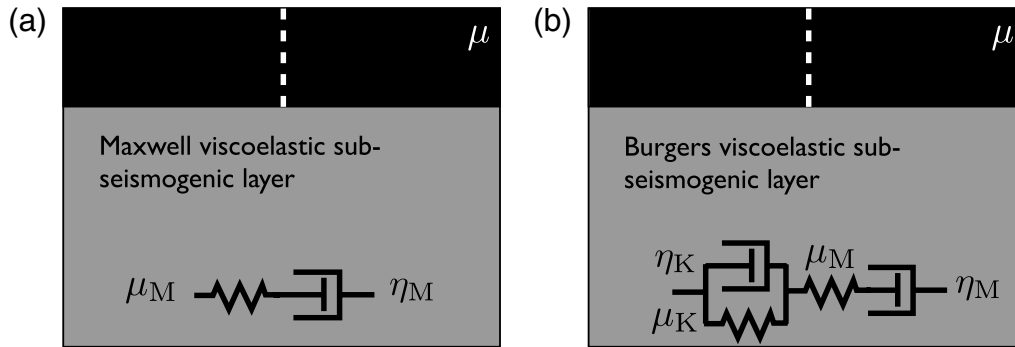 (a)
μ
Maxwell viscoelastic sub-
seismogenic layer
μM
ηM
(b)
μ
Burgers viscoelastic sub-
seismogenic layer
ηK
μM
μK
ηM